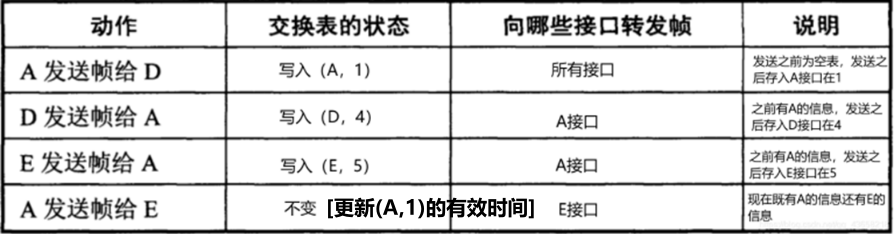 动作 交换表的状态 向哪些接口转发帧 说明
A 发送帧给 D 写入（A，1） 所有接口 发送之前为空表，发送之
后存入A接口在1
D 发送帧给 A 写入（D，4） A接口 之前有A的信息，发送之
后存入D接口在4
E 发送帧给 A 写入（E，5） A接口 之前有A的信息，发送之
后存入E接口在5
A 发送帧给 E 不变 [更新(A,1)的有效时间] E接口 现在既有A的信息还有E的
信息